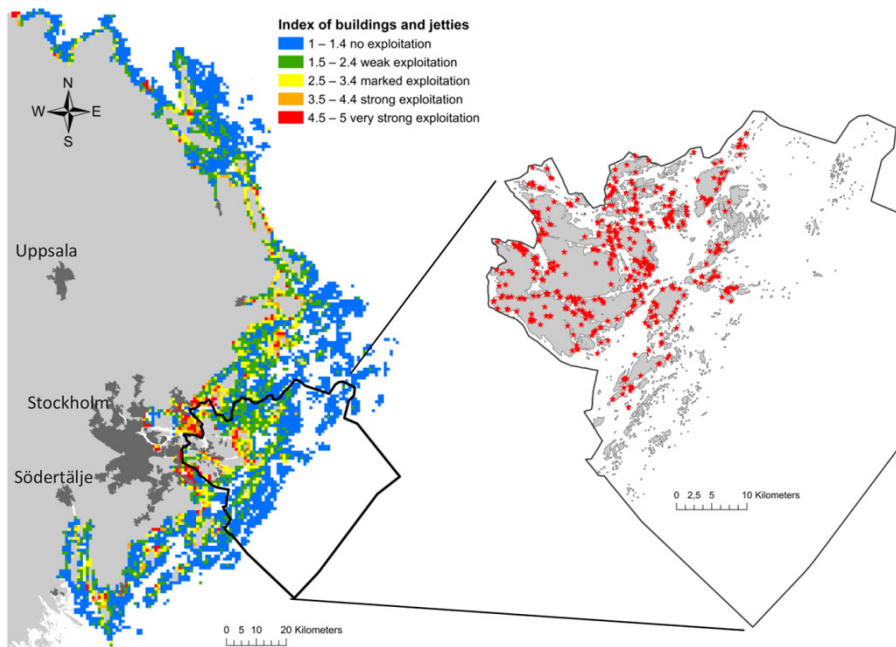 Index of buildings and jetties
1 – 1.4 no exploitation
1.5 – 2.4 weak exploitation
2.5 – 3.4 marked exploitation
3.5 – 4.4 strong exploitation
4.5 – 5 very strong exploitation
N
W E
S
Uppsala
Stockholm
Södertälje
0 2,5 5 10 Kilometers
0 5 10 20 Kilometers